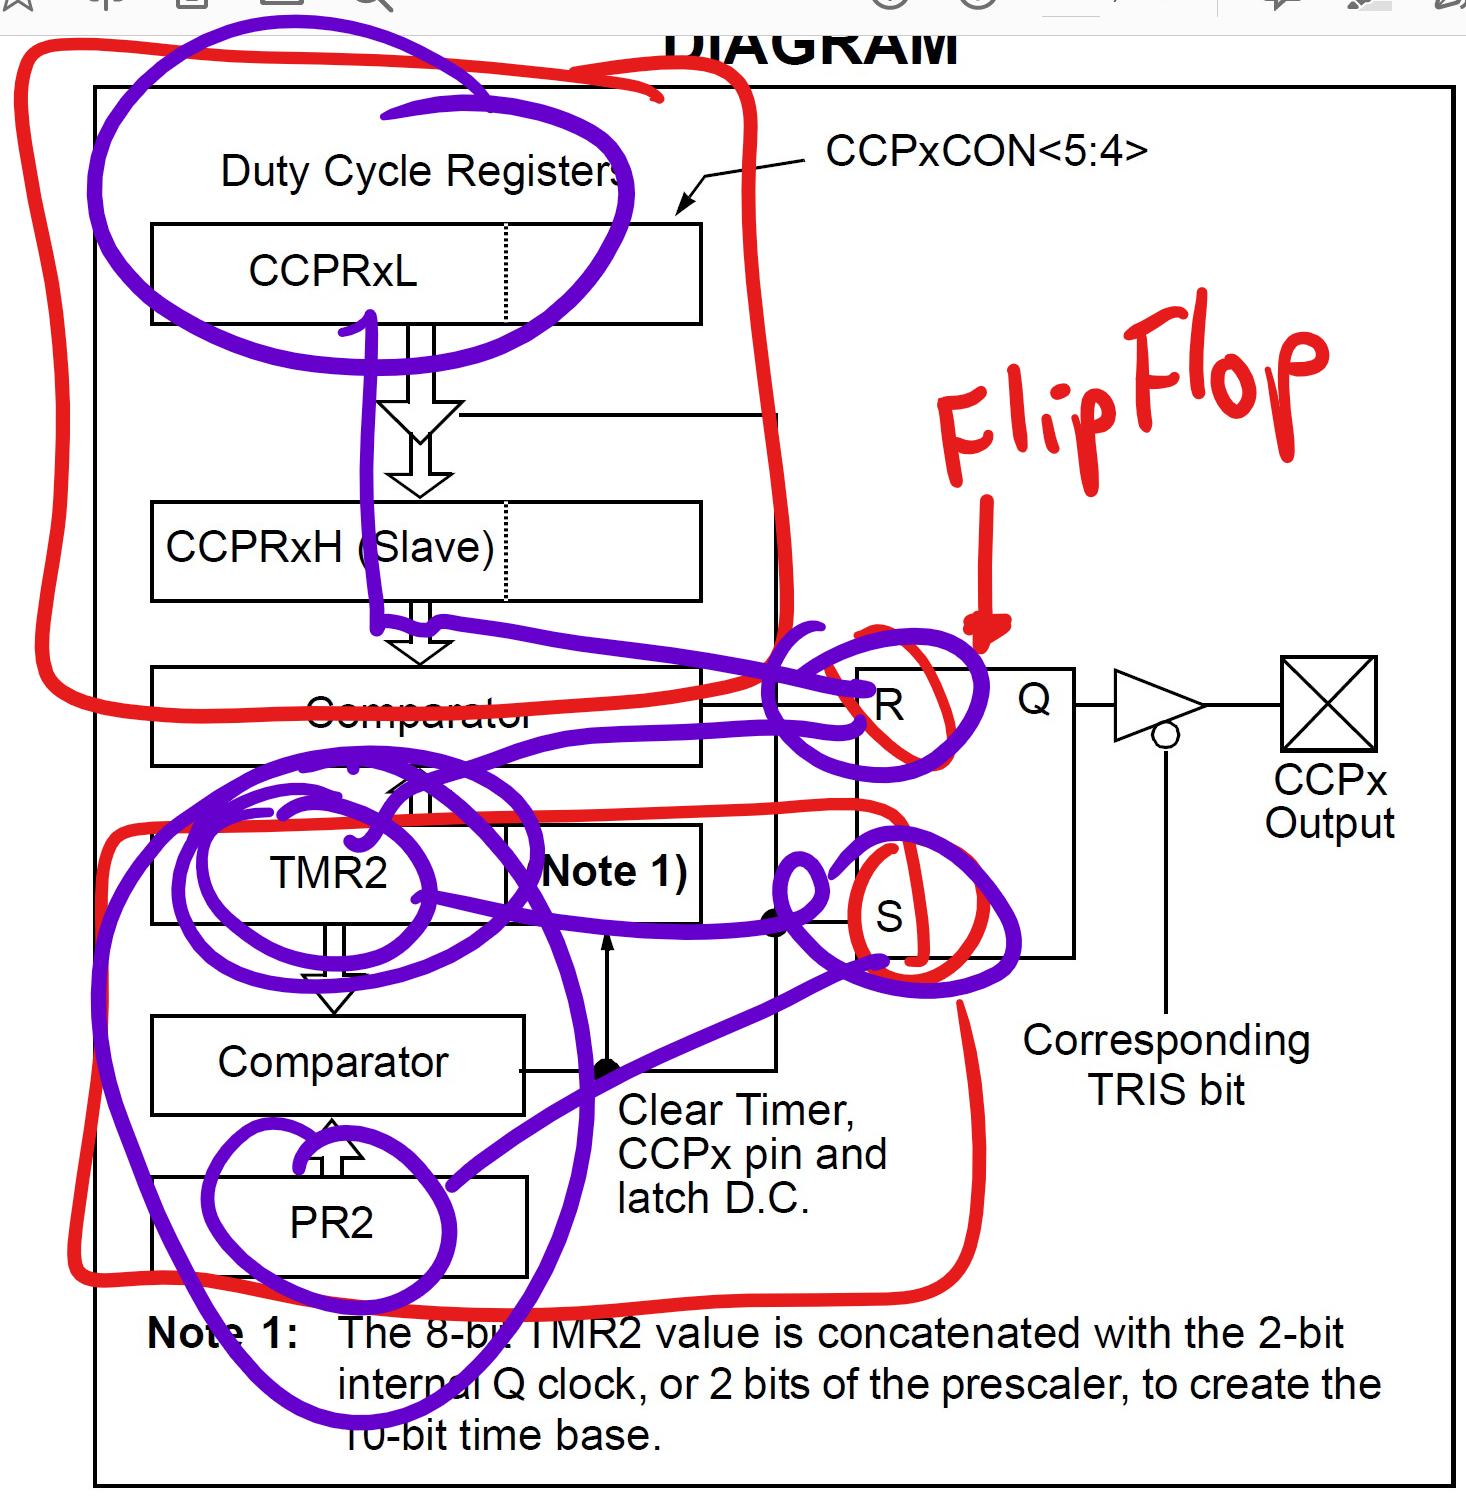 DIAGRAM
Duty Cycle Registers
CCPxCON<5:4>
CCPRxL
FlipFlop
CCPRxH (Slave)
Comparator
R
Q
CCPx
Output
TMR2
Note 1)
S
Comparator
Corresponding
TRIS bit
Clear Timer,
CCPx pin and
latch D.C.
PR2
Note 1: The 8-bit TMR2 value is concatenated with the 2-bit
internal Q clock, or 2 bits of the prescaler, to create the
10-bit time base.